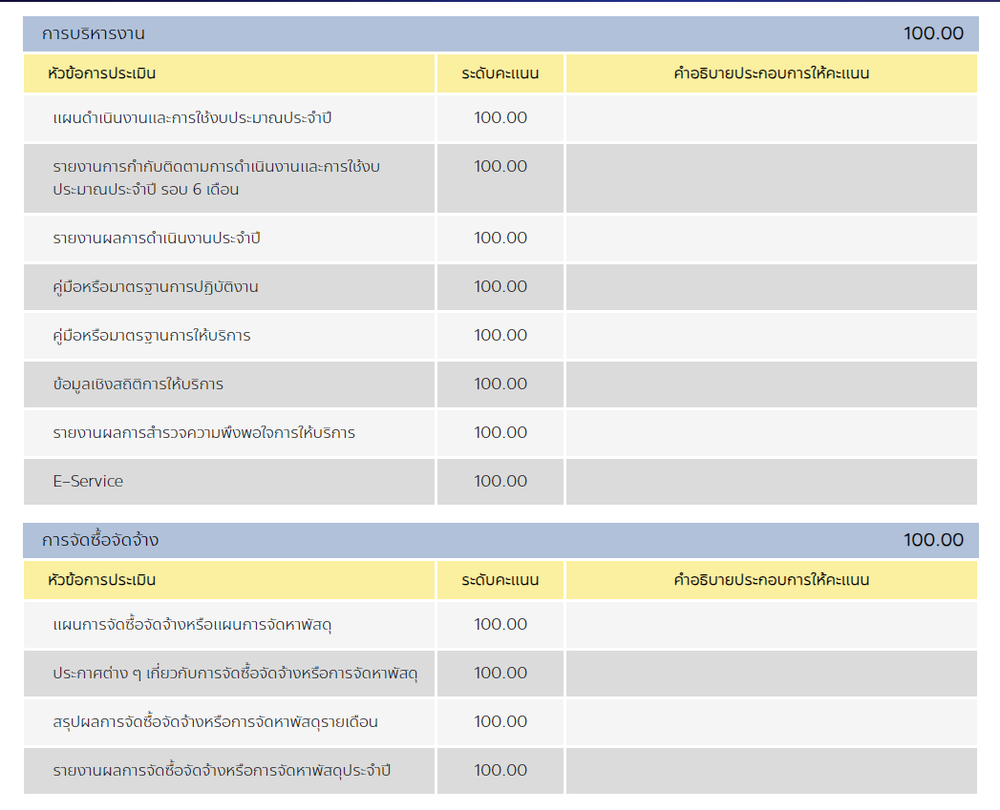 การบริหารงาน 100.00
หัวข้อการประเมิน ระดับคะแนน คำอธิบายประกอบการให้คะแนน
แผนดำเนินงานและการใช้งบประมาณประจำปี 100.00
รายงานการกำกับติดตามการดำเนินงานและการใช้งบ 100.00
ประมาณประจำปี รอบ 6 เดือน
รายงานผลการดำเนินงานประจำปี 100.00
คู่มือหรือมาตรฐานการปฏิบัติงาน 100.00
คู่มือหรือมาตรฐานการให้บริการ 100.00
ข้อมูลเชิงสถิติการให้บริการ 100.00
รายงานผลการสำรวจความพึงพอใจการให้บริการ 100.00
E–Service 100.00
การจัดซื้อจัดจ้าง 100.00
หัวข้อการประเมิน ระดับคะแนน คำอธิบายประกอบการให้คะแนน
แผนการจัดซื้อจัดจ้างหรือแผนการจัดหาพัสดุ 100.00
ประกาศต่าง ๆ เกี่ยวกับการจัดซื้อจัดจ้างหรือการจัดหาพัสดุ 100.00
สรุปผลการจัดซื้อจัดจ้างหรือการจัดหาพัสดุรายเดือน 100.00
รายงานผลการจัดซื้อจัดจ้างหรือการจัดหาพัสดุประจำปี 100.00